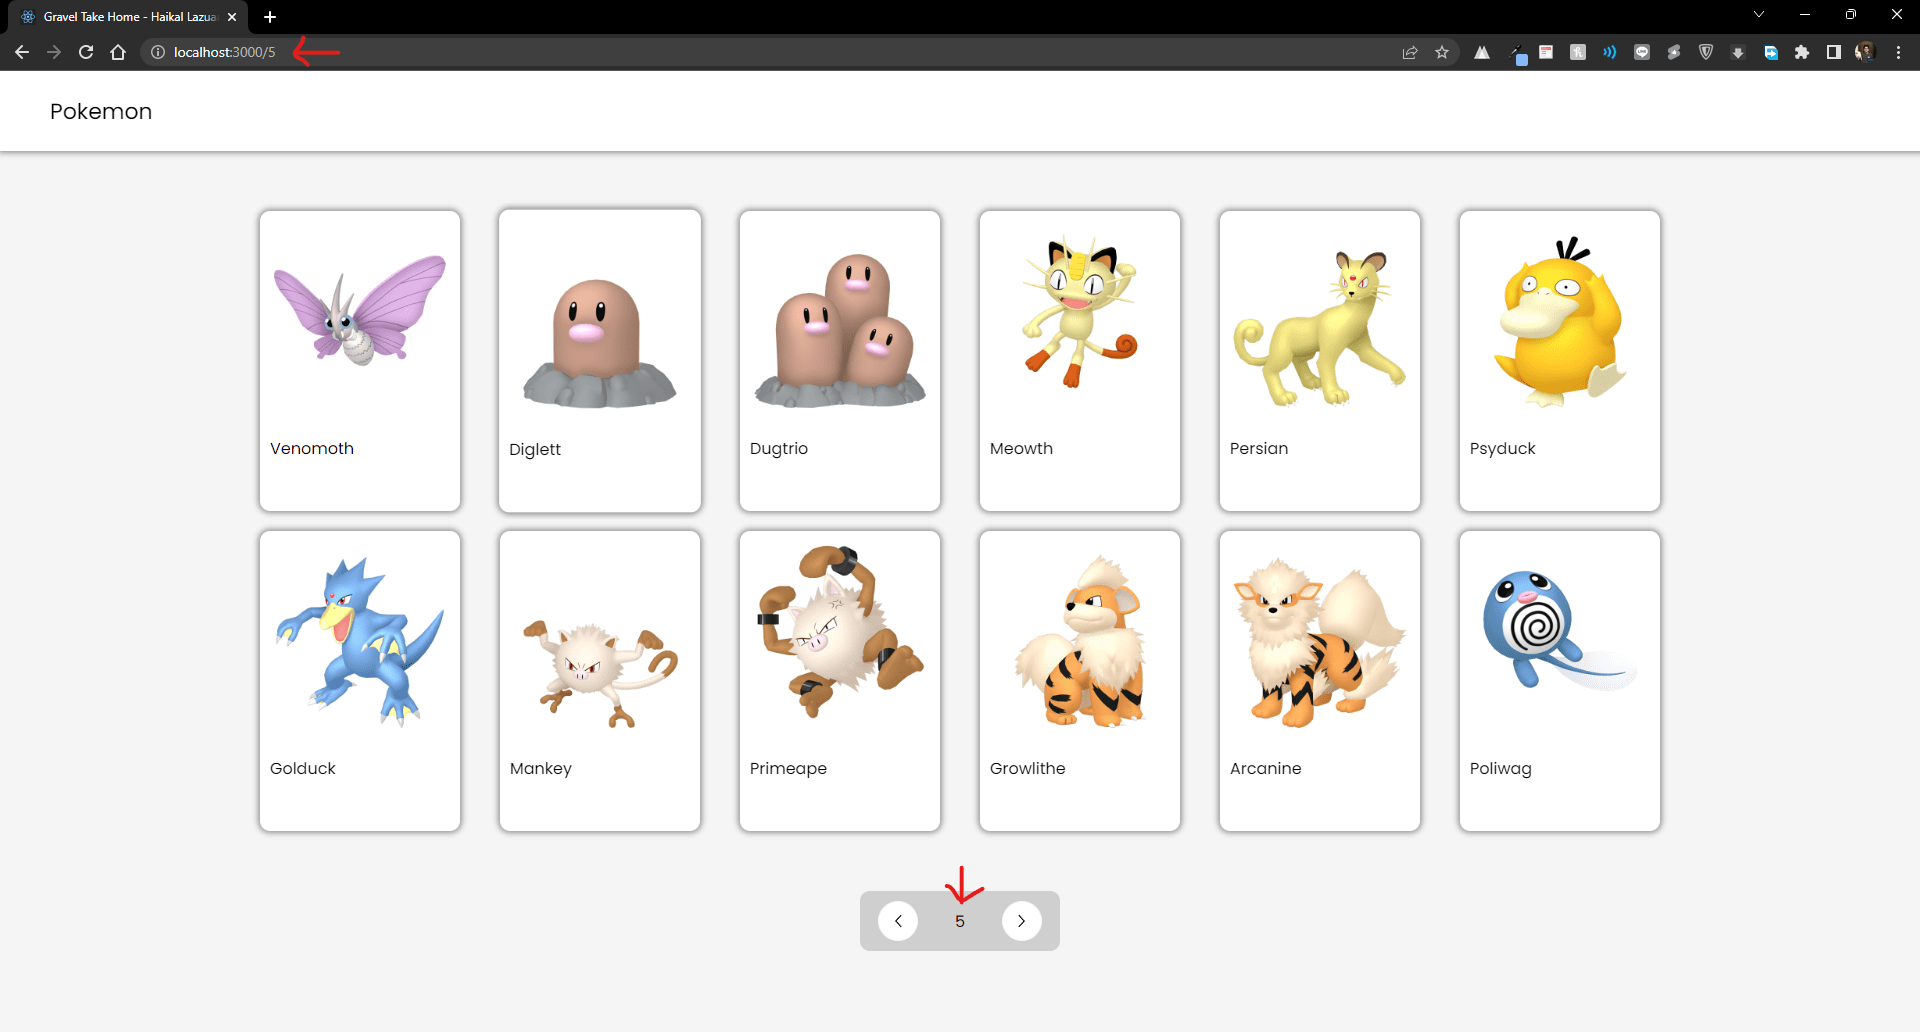 Gravel Take Home - Haikal Lazua
localhost:3000/5
Pokemon
Venomoth
Diglett
Dugtrio
Meowth
Persian
Psyduck
Golduck
Mankey
Primeape
Growlithe
Arcanine
Poliwag
5